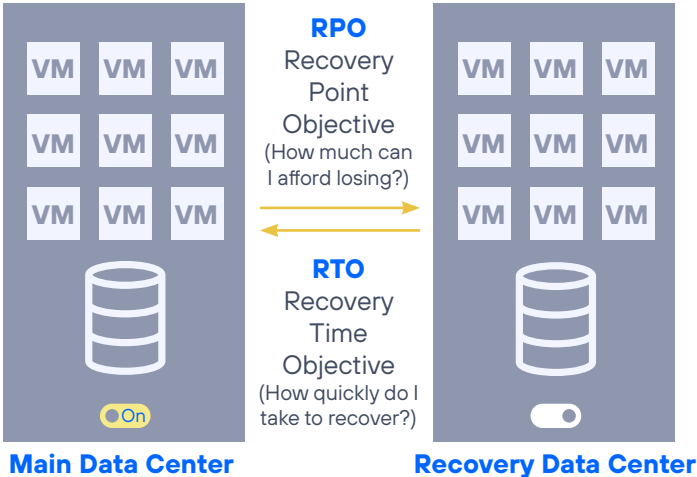 VM VM VM
VM VM VM
VM VM VM
On
Main Data Center
RPO
Recovery
Point
Objective
(How much can
I afford losing?)
RTO
Recovery
Time
Objective
(How quickly do I
take to recover?)
VM VM VM
VM VM VM
VM VM VM
Recovery Data Center